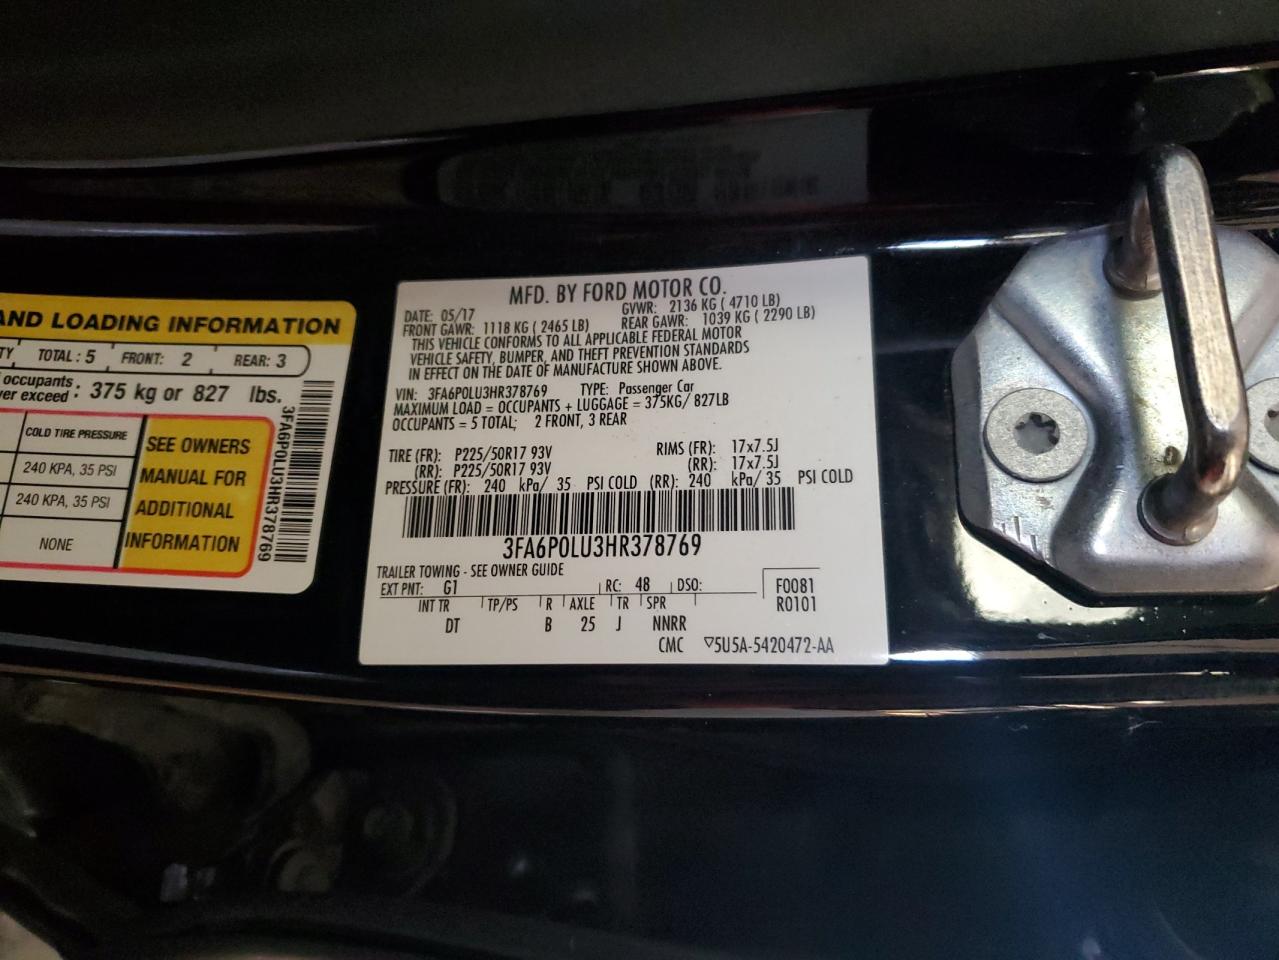 AND LOADING INFORMATION
TY TOTAL : 5 FRONT: 2 REAR: 3
occupants
ver exceed : 375 kg or 827 lbs.
COLD TIRE PRESSURE
240 KPA, 35 PSI
240 KPA, 35 PSI
NONE
SEE OWNERS
MANUAL FOR
ADDITIONAL
INFORMATION
3FA6P0LU3HR378769
MFD. BY FORD MOTOR CO.
DATE: 05/17 GVWR: 2136 KG ( 4710 LB)
FRONT GAWR: 1118 KG ( 2465 LB) REAR GAWR: 1039 KG ( 2290 LB)
THIS VEHICLE CONFORMS TO ALL APPLICABLE FEDERAL MOTOR
VEHICLE SAFETY, BUMPER, AND THEFT PREVENTION STANDARDS
IN EFFECT ON THE DATE OF MANUFACTURE SHOWN ABOVE.
VIN: 3FA6P0LU3HR378769 TYPE: Passenger Car
MAXIMUM LOAD = OCCUPANTS + LUGGAGE = 375KG/ 827LB
OCCUPANTS = 5 TOTAL; 2 FRONT, 3 REAR
TIRE (FR): P225/50R17 93V RIMS (FR): 17x7.5J
(RR): P225/50R17 93V (RR): 17x7.5J
PRESSURE (FR): 240 kPa/ 35 PSI COLD (RR): 240 kPa/ 35 PSI COLD
3FA6P0LU3HR378769
TRAILER TOWING - SEE OWNER GUIDE
EXT PNT: G1 RC: 48 DSO: F0081
R0101
INT TR TP/PS R AXLE TR SPR
DT B 25 J NNRR
CMC ▽5U5A-5420472-AA